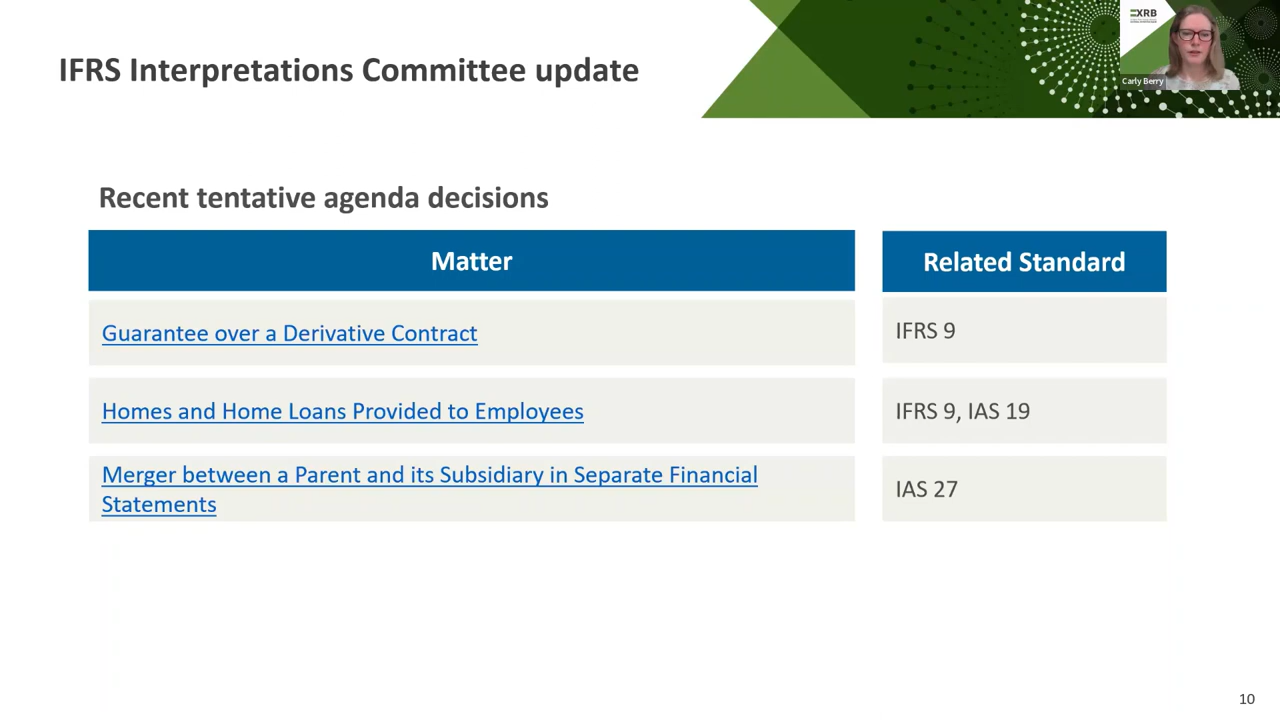 IFRS Interpretations Committee update
XRB
Carly Berry
Recent tentative agenda decisions
Matter
Related Standard
Guarantee over a Derivative Contract
IFRS 9
Homes and Home Loans Provided to Employees
IFRS 9, IAS 19
Merger between a Parent and its Subsidiary in Separate Financial
Statements
IAS 27
10